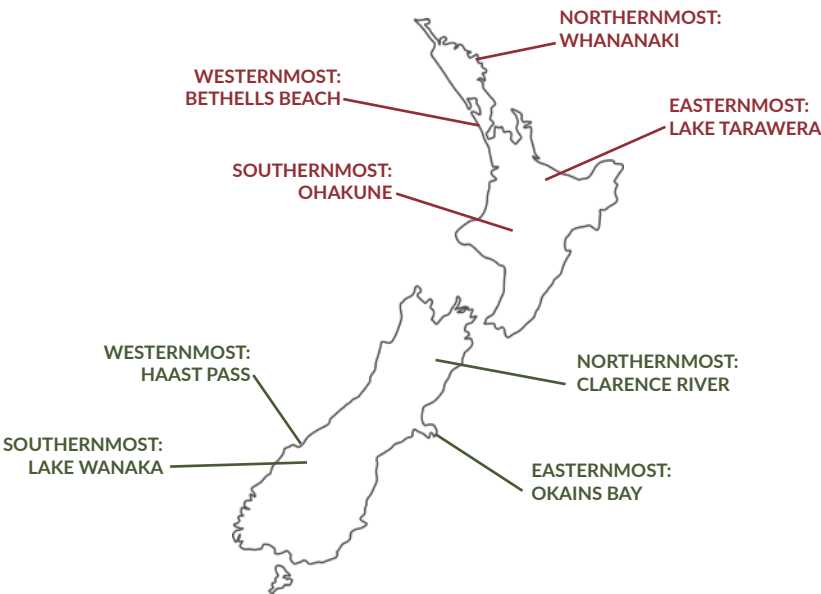 NORTHERNMOST:
WHANANAKI
WESTERNMOST:
BETHELLS BEACH
EASTERNMOST:
LAKE TARAWERA
SOUTHERNMOST:
OHAKUNE
WESTERNMOST:
HAAST PASS
NORTHERNMOST:
CLARENCE RIVER
SOUTHERNMOST:
LAKE WANAKA
EASTERNMOST:
OKAINS BAY